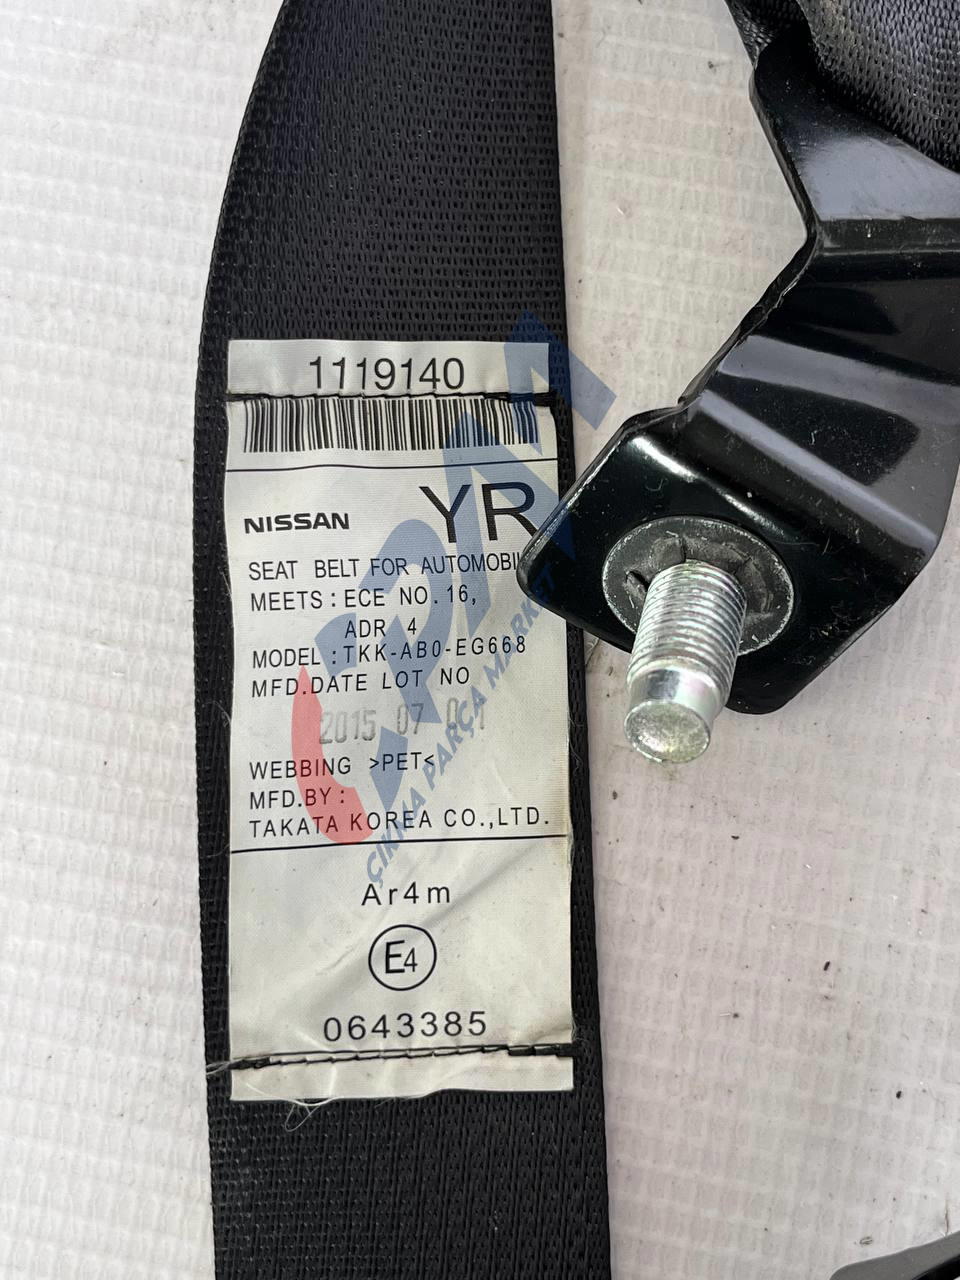 1119140
NISSAN YR
SEAT BELT FOR AUTOMOBI
MEETS : ECE NO. 16,
ADR 4
MODEL : TKK-AB0-EG668
MFD.DATE LOT NO
2015 07
WEBBING >PET<
MFD.BY :
TAKATA KOREA CO.,LTD.
Ar4m
E4
0643385
ÇIKMA PARÇA MARKET